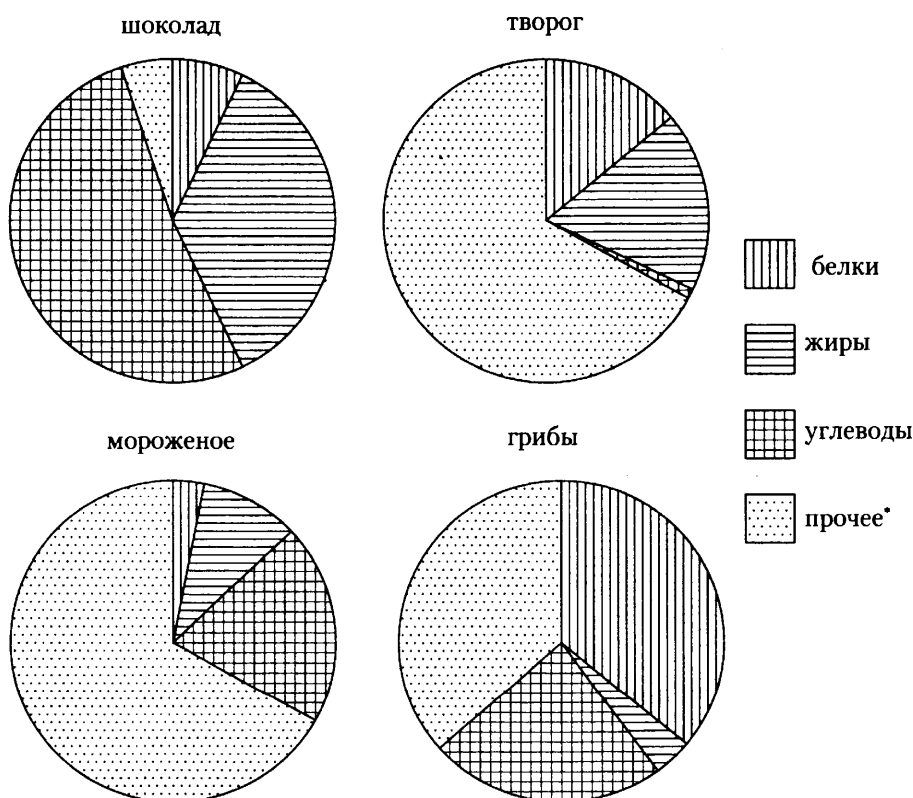 шоколад
творог
мороженое
грибы
белки
жиры
углеводы
прочее*